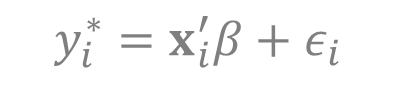 y_i^* = x_i'β + ϵ_i